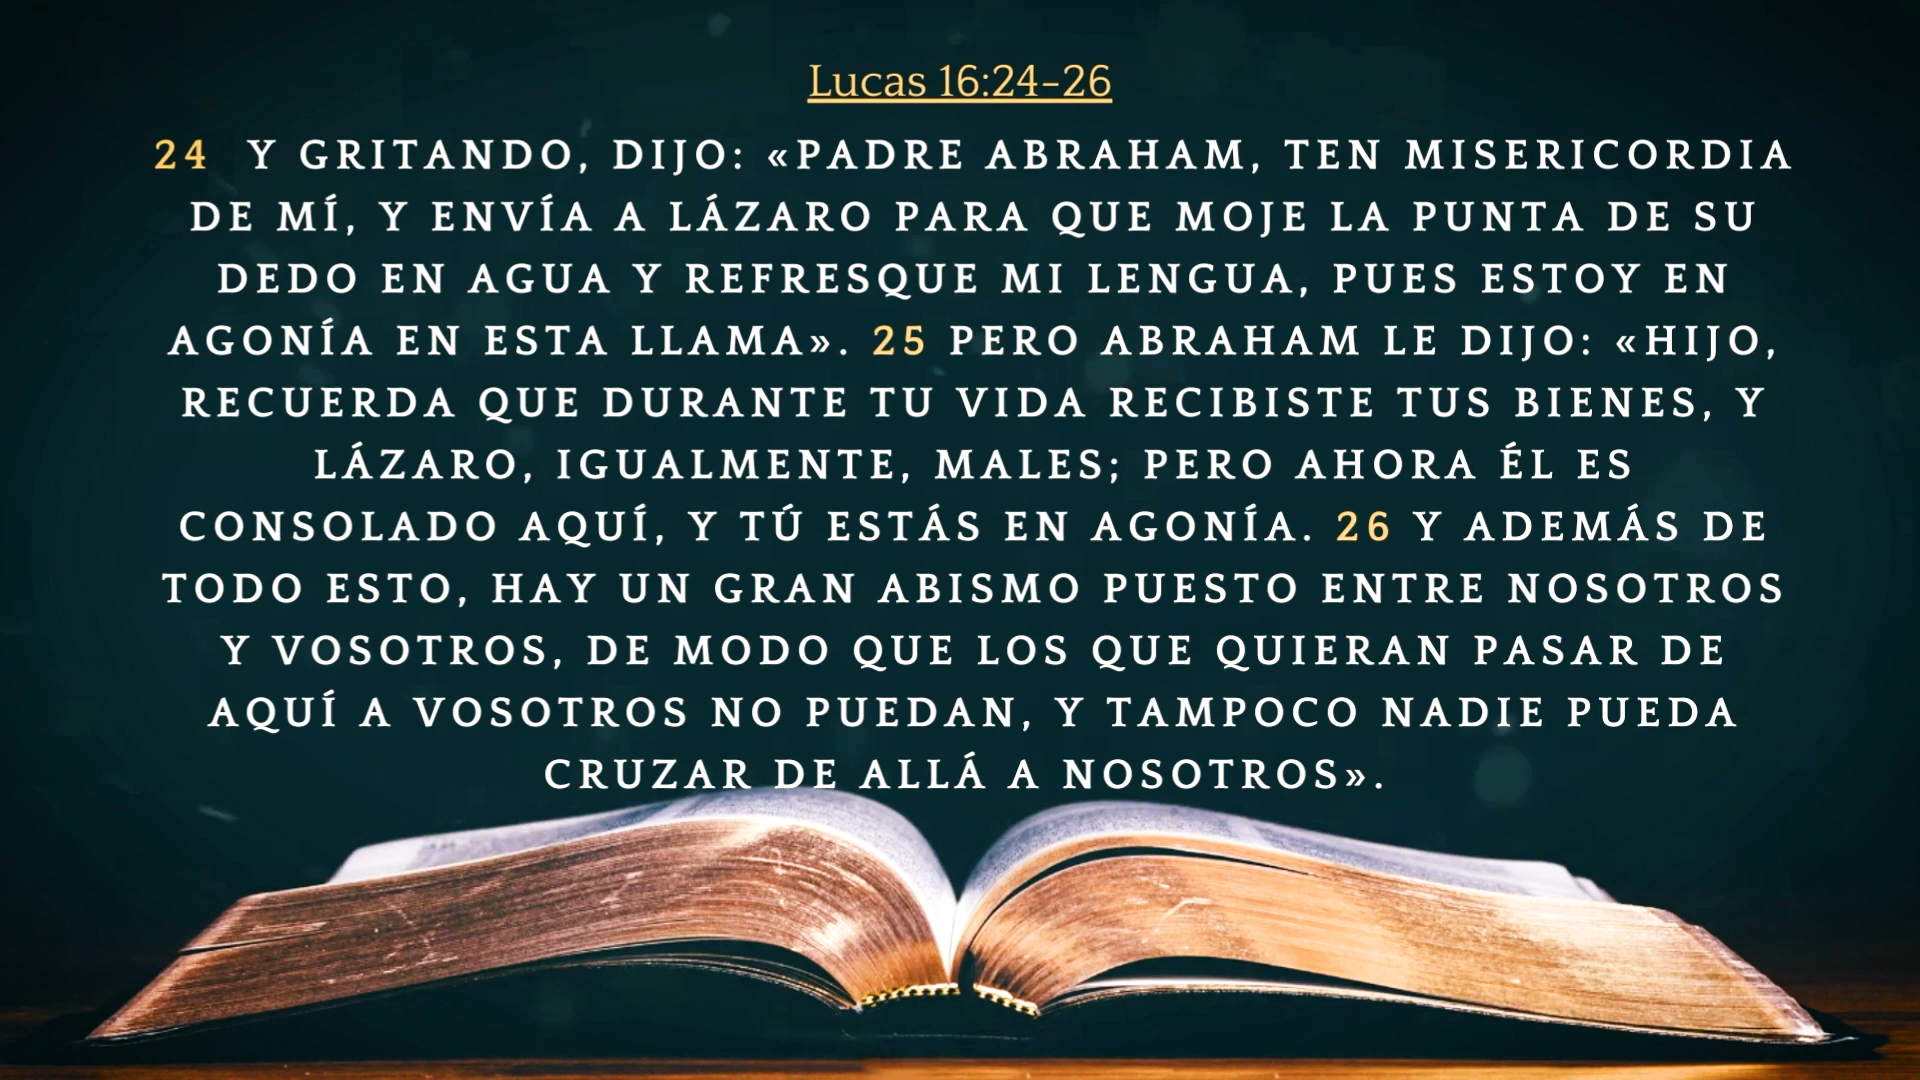 Lucas 16:24-26
24 Y GRITANDO, DIJO: «PADRE ABRAHAM, TEN MISERICORDIA
DE MÍ, Y ENVÍA A LÁZARO PARA QUE MOJE LA PUNTA DE SU
DEDO EN AGUA Y REFRESQUE MI LENGUA, PUES ESTOY EN
AGONÍA EN ESTA LLAMA». 25 PERO ABRAHAM LE DIJO: «HIJO,
RECUERDA QUE DURANTE TU VIDA RECIBISTE TUS BIENES, Y
LÁZARO, IGUALMENTE, MALES; PERO AHORA ÉL ES
CONSOLADO AQUÍ, Y TÚ ESTÁS EN AGONÍA. 26 Y ADEMÁS DE
TODO ESTO, HAY UN GRAN ABISMO PUESTO ENTRE NOSOTROS
Y VOSOTROS, DE MODO QUE LOS QUE QUIERAN PASAR DE
AQUÍ A VOSOTROS NO PUEDAN, Y TAMPOCO NADIE PUEDA
CRUZAR DE ALLÁ A NOSOTROS».